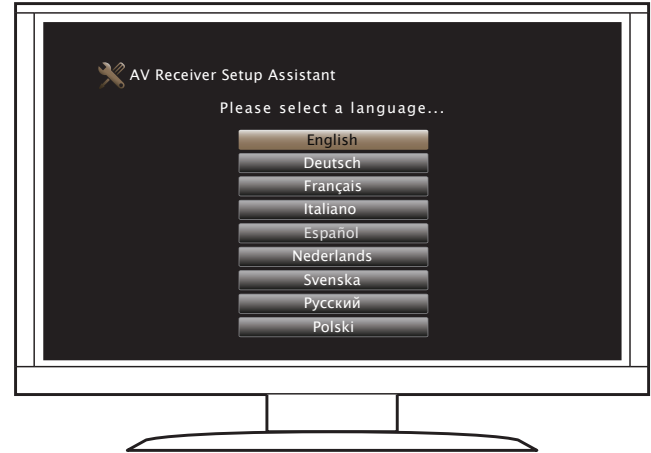 AV Receiver Setup Assistant
Please select a language...
English
Deutsch
Français
Italiano
Español
Nederlands
Svenska
Русский
Polski